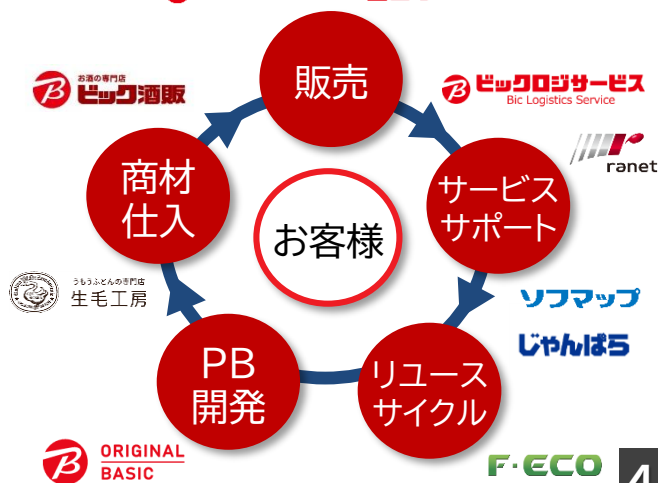 販売
お酒の専門店
ビック酒販
ビックロジサービス
Bic Logistics Service
ranet
商材
仕入
サービス
サポート
お客様
うもうふとんの専門店
生毛工房
ソフマップ
じゃんぱら
PB
開発
リユース
サイクル
ORIGINAL
BASIC
F·ECO
4